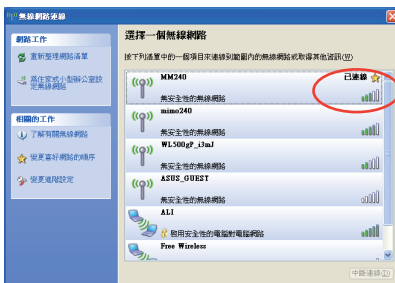 無線網路連線
網路工作
重新整理網路清單
為住家或小型辦公室設定無線網路
相關的工作
了解有關無線網路
變更喜好網路的順序
變更進階設定
選擇一個無線網路
按下列清單中的一個項目來連線到範圍內的無線網路或取得其他資訊(W)
MM240
已連線
無安全性的無線網路
mimo240
無安全性的無線網路
WL500gP_i3mJ
無安全性的無線網路
ASUS_GUEST
無安全性的無線網路
ALI
啟用安全性的電腦對電腦網路
Free Wireless
中斷連線(D)